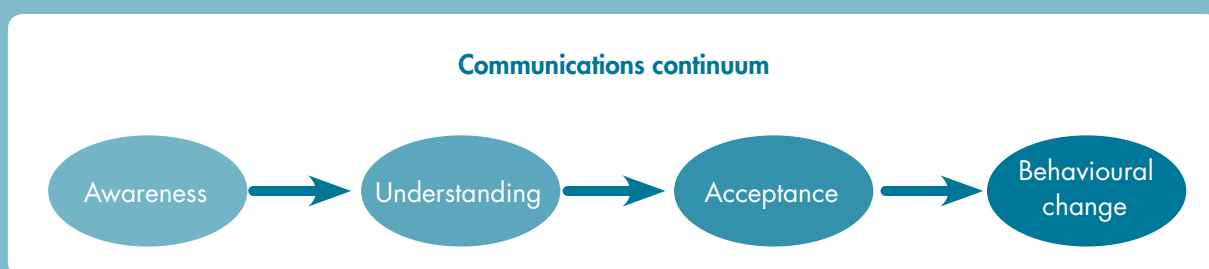 Communications continuum
Awareness
Understanding
Acceptance
Behavioural
change